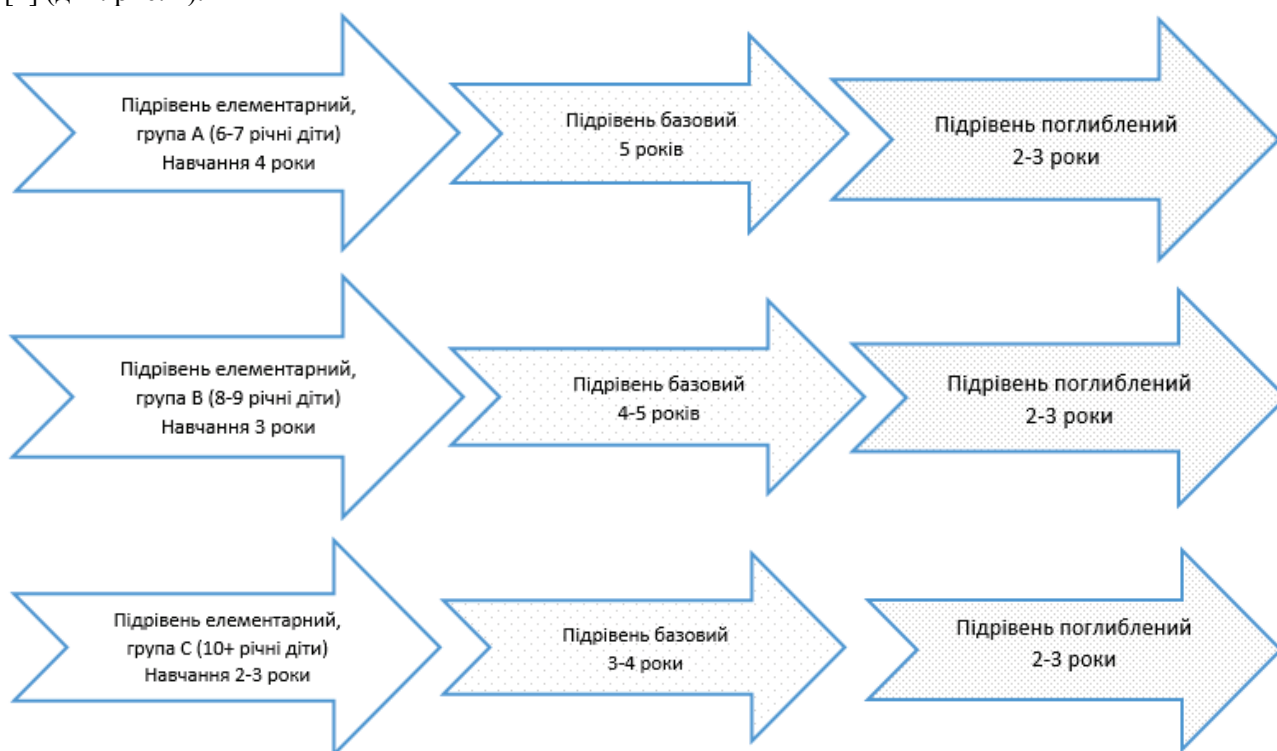 Підрівень елементарний,
група А (6-7 річні діти)
Навчання 4 роки
Підрівень базовий
5 років
Підрівень поглиблений
2-3 роки
Підрівень елементарний,
група В (8-9 річні діти)
Навчання 3 роки
Підрівень базовий
4-5 років
Підрівень поглиблений
2-3 роки
Підрівень елементарний,
група С (10+ річні діти)
Навчання 2-3 роки
Підрівень базовий
3-4 роки
Підрівень поглиблений
2-3 роки